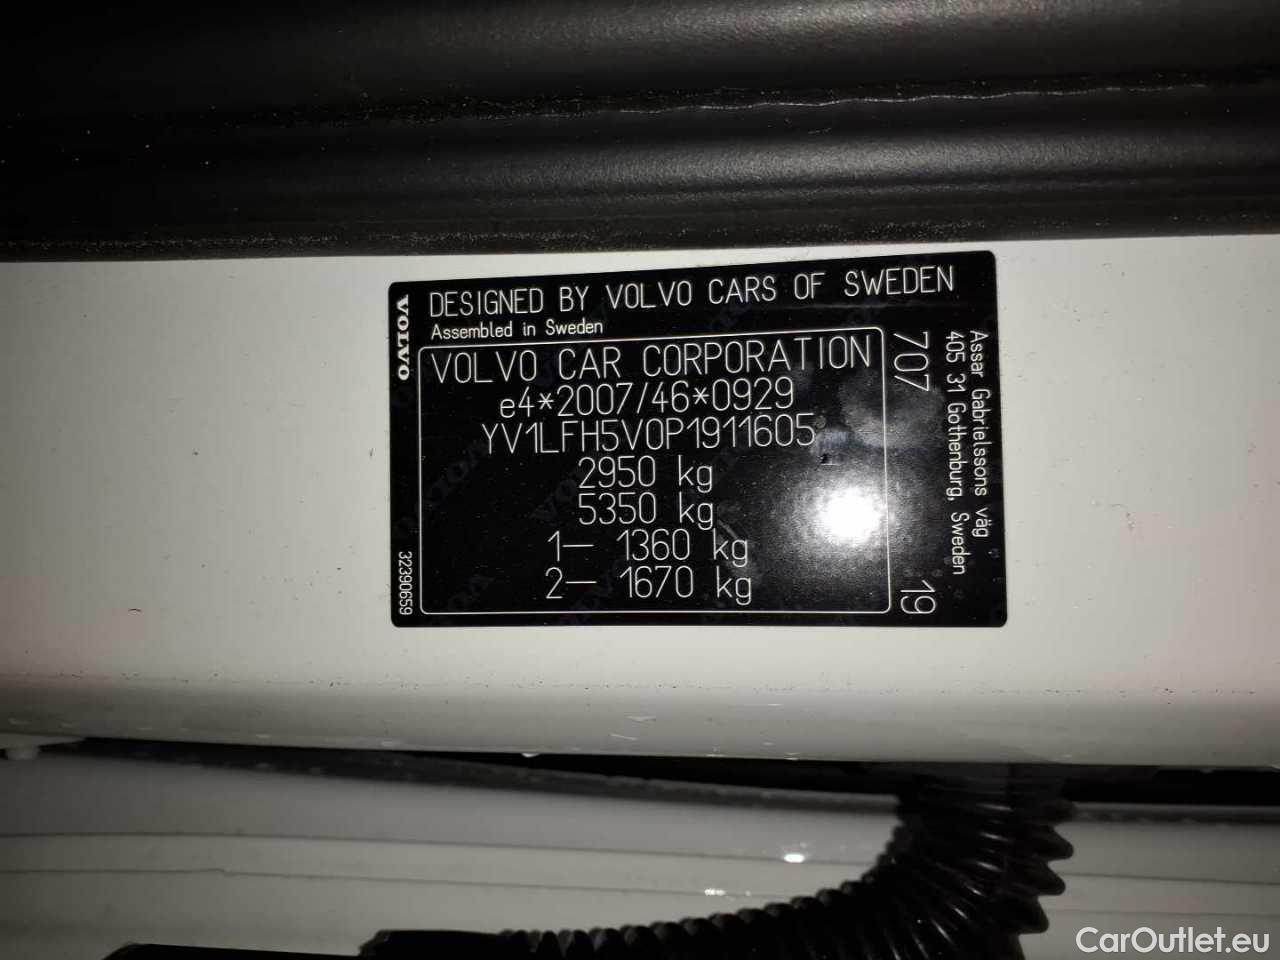 VOLVO
DESIGNED BY VOLVO CARS OF SWEDEN
Assembled in Sweden
VOLVO CAR CORPORATION
e4*2007/46*0929
YV1LFH5V0P1911605
2950 kg
5350 kg
1— 1360 kg
2— 1670 kg
707
19
Assar Gabrielssons väg
405 31 Gothenburg, Sweden
32390659
CarOutlet.eu